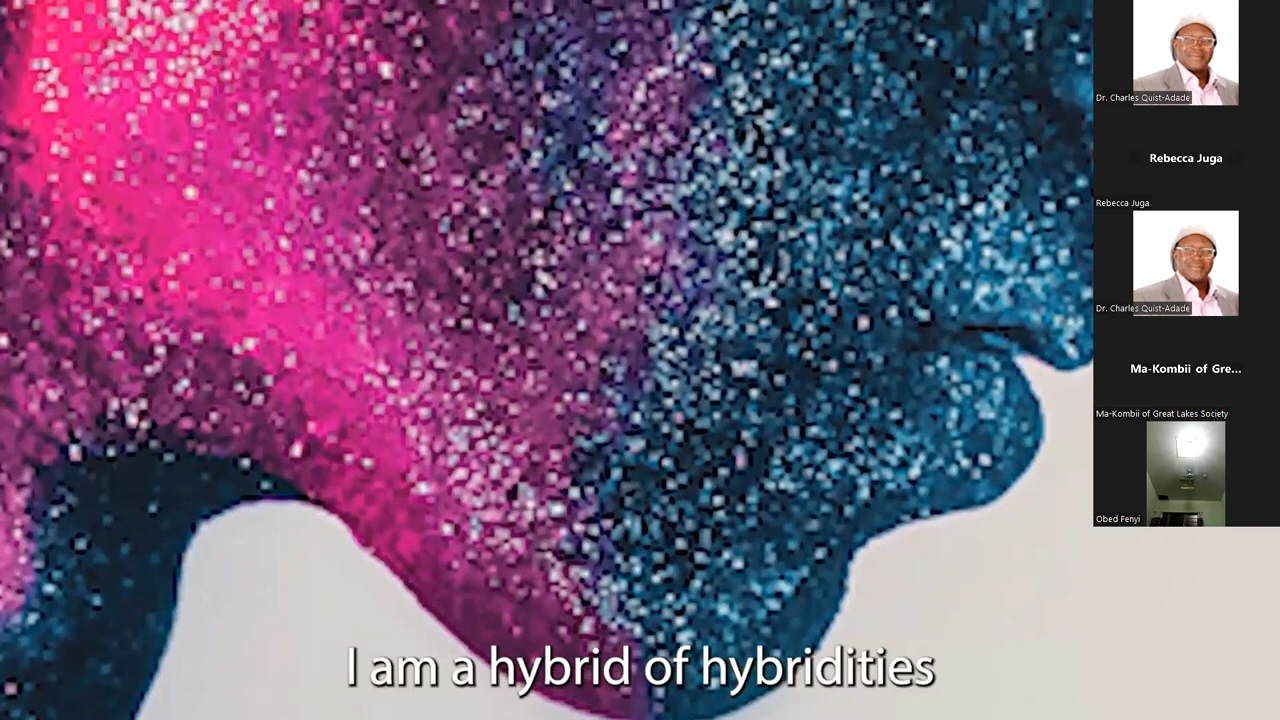 Dr. Charles Quist-Adade
Rebecca Juga
Rebecca Juga
Dr. Charles Quist-Adade
Ma-Kombii of Gre...
Ma-Kombii of Great Lakes Society
Obed Fenyi
I am a hybrid of hybridities